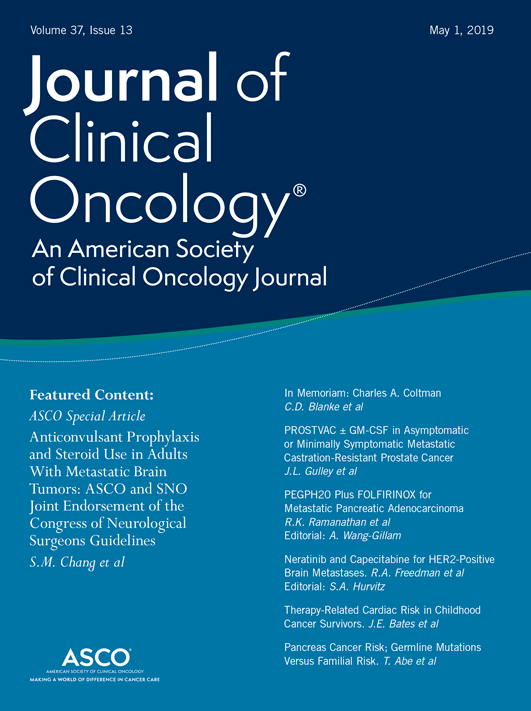 Volume 37, Issue 13
May 1, 2019
Journal of
Clinical
Oncology®
An American Society
of Clinical Oncology Journal
Featured Content:
ASCO Special Article
Anticonvulsant Prophylaxis
and Steroid Use in Adults
With Metastatic Brain
Tumors: ASCO and SNO
Joint Endorsement of the
Congress of Neurological
Surgeons Guidelines
S.M. Chang et al
In Memoriam: Charles A. Coltman
C.D. Blanke et al
PROSTVAC ± GM-CSF in Asymptomatic
or Minimally Symptomatic Metastatic
Castration-Resistant Prostate Cancer
J.L. Gulley et al
PEGPH20 Plus FOLFIRINOX for
Metastatic Pancreatic Adenocarcinoma
R.K. Ramanathan et al
Editorial: A. Wang-Gillam
Neratinib and Capecitabine for HER2-Positive
Brain Metastases. R.A. Freedman et al
Editorial: S.A. Hurvitz
Therapy-Related Cardiac Risk in Childhood
Cancer Survivors. J.E. Bates et al
Pancreas Cancer Risk; Germline Mutations
Versus Familial Risk. T. Abe et al
ASCO®
AMERICAN SOCIETY OF CLINICAL ONCOLOGY
MAKING A WORLD OF DIFFERENCE IN CANCER CARE